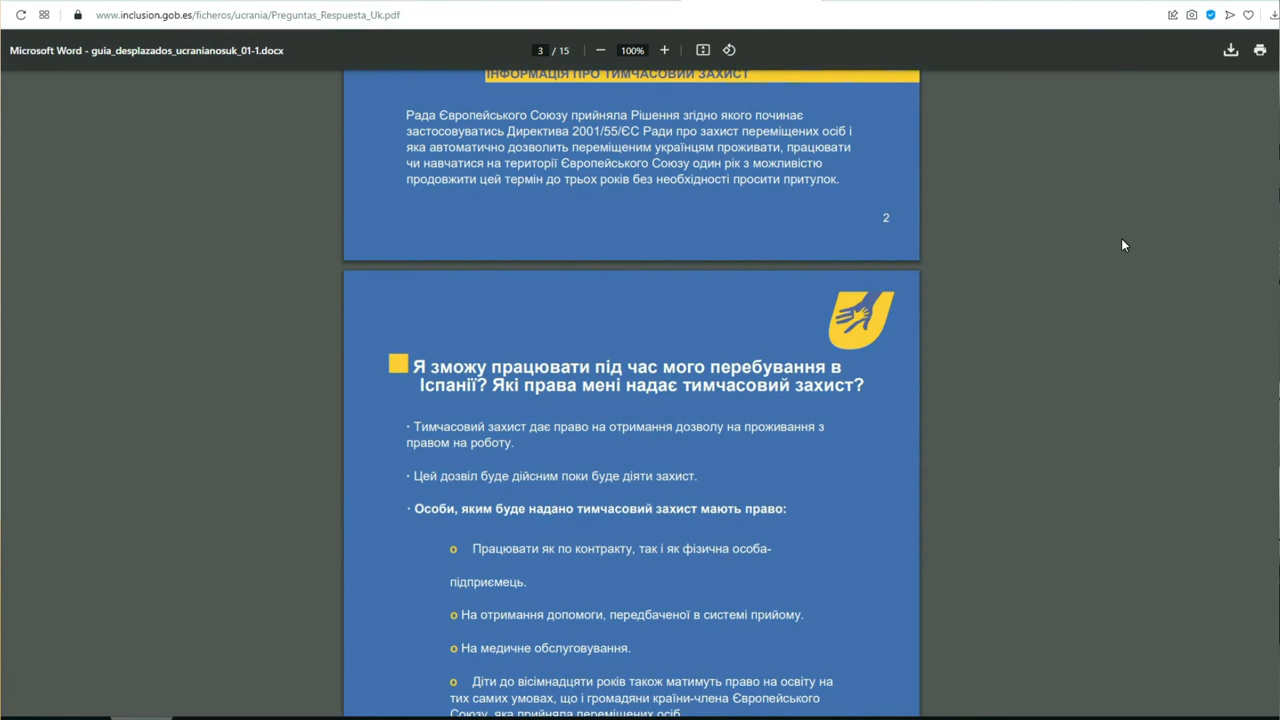 www.inclusion.gob.es/ficheros/ucrania/Preguntas_Respuesta_Uk.pdf
Microsoft Word - guia_desplazados_ucranianosuk_01-1.docx
3 / 15
100%
ІНФОРМАЦІЯ ПРО ТИМЧАСОВИЙ ЗАХИСТ
Рада Європейського Союзу прийняла Рішення згідно якого починає
застосовуватись Директива 2001/55/ЄС Ради про захист переміщених осіб і
яка автоматично дозволить переміщеним українцям проживати, працювати
чи навчатися на території Європейського Союзу один рік з можливістю
продовжити цей термін до трьох років без необхідності просити притулок.
2
Я зможу працювати під час мого перебування в
Іспанії? Які права мені надає тимчасовий захист?
· Тимчасовий захист дає право на отримання дозволу на проживання з
правом на роботу.
· Цей дозвіл буде дійсним поки буде діяти захист.
· Особи, яким буде надано тимчасовий захист мають право:
o Працювати як по контракту, так і як фізична особа-
підприємець.
o На отримання допомоги, передбаченої в системі прийому.
o На медичне обслуговування.
o Діти до вісімнадцяти років також матимуть право на освіту на
тих самих умовах, що і громадяни країни-члена Європейського
Союзу, яка прийняла переміщених осіб.